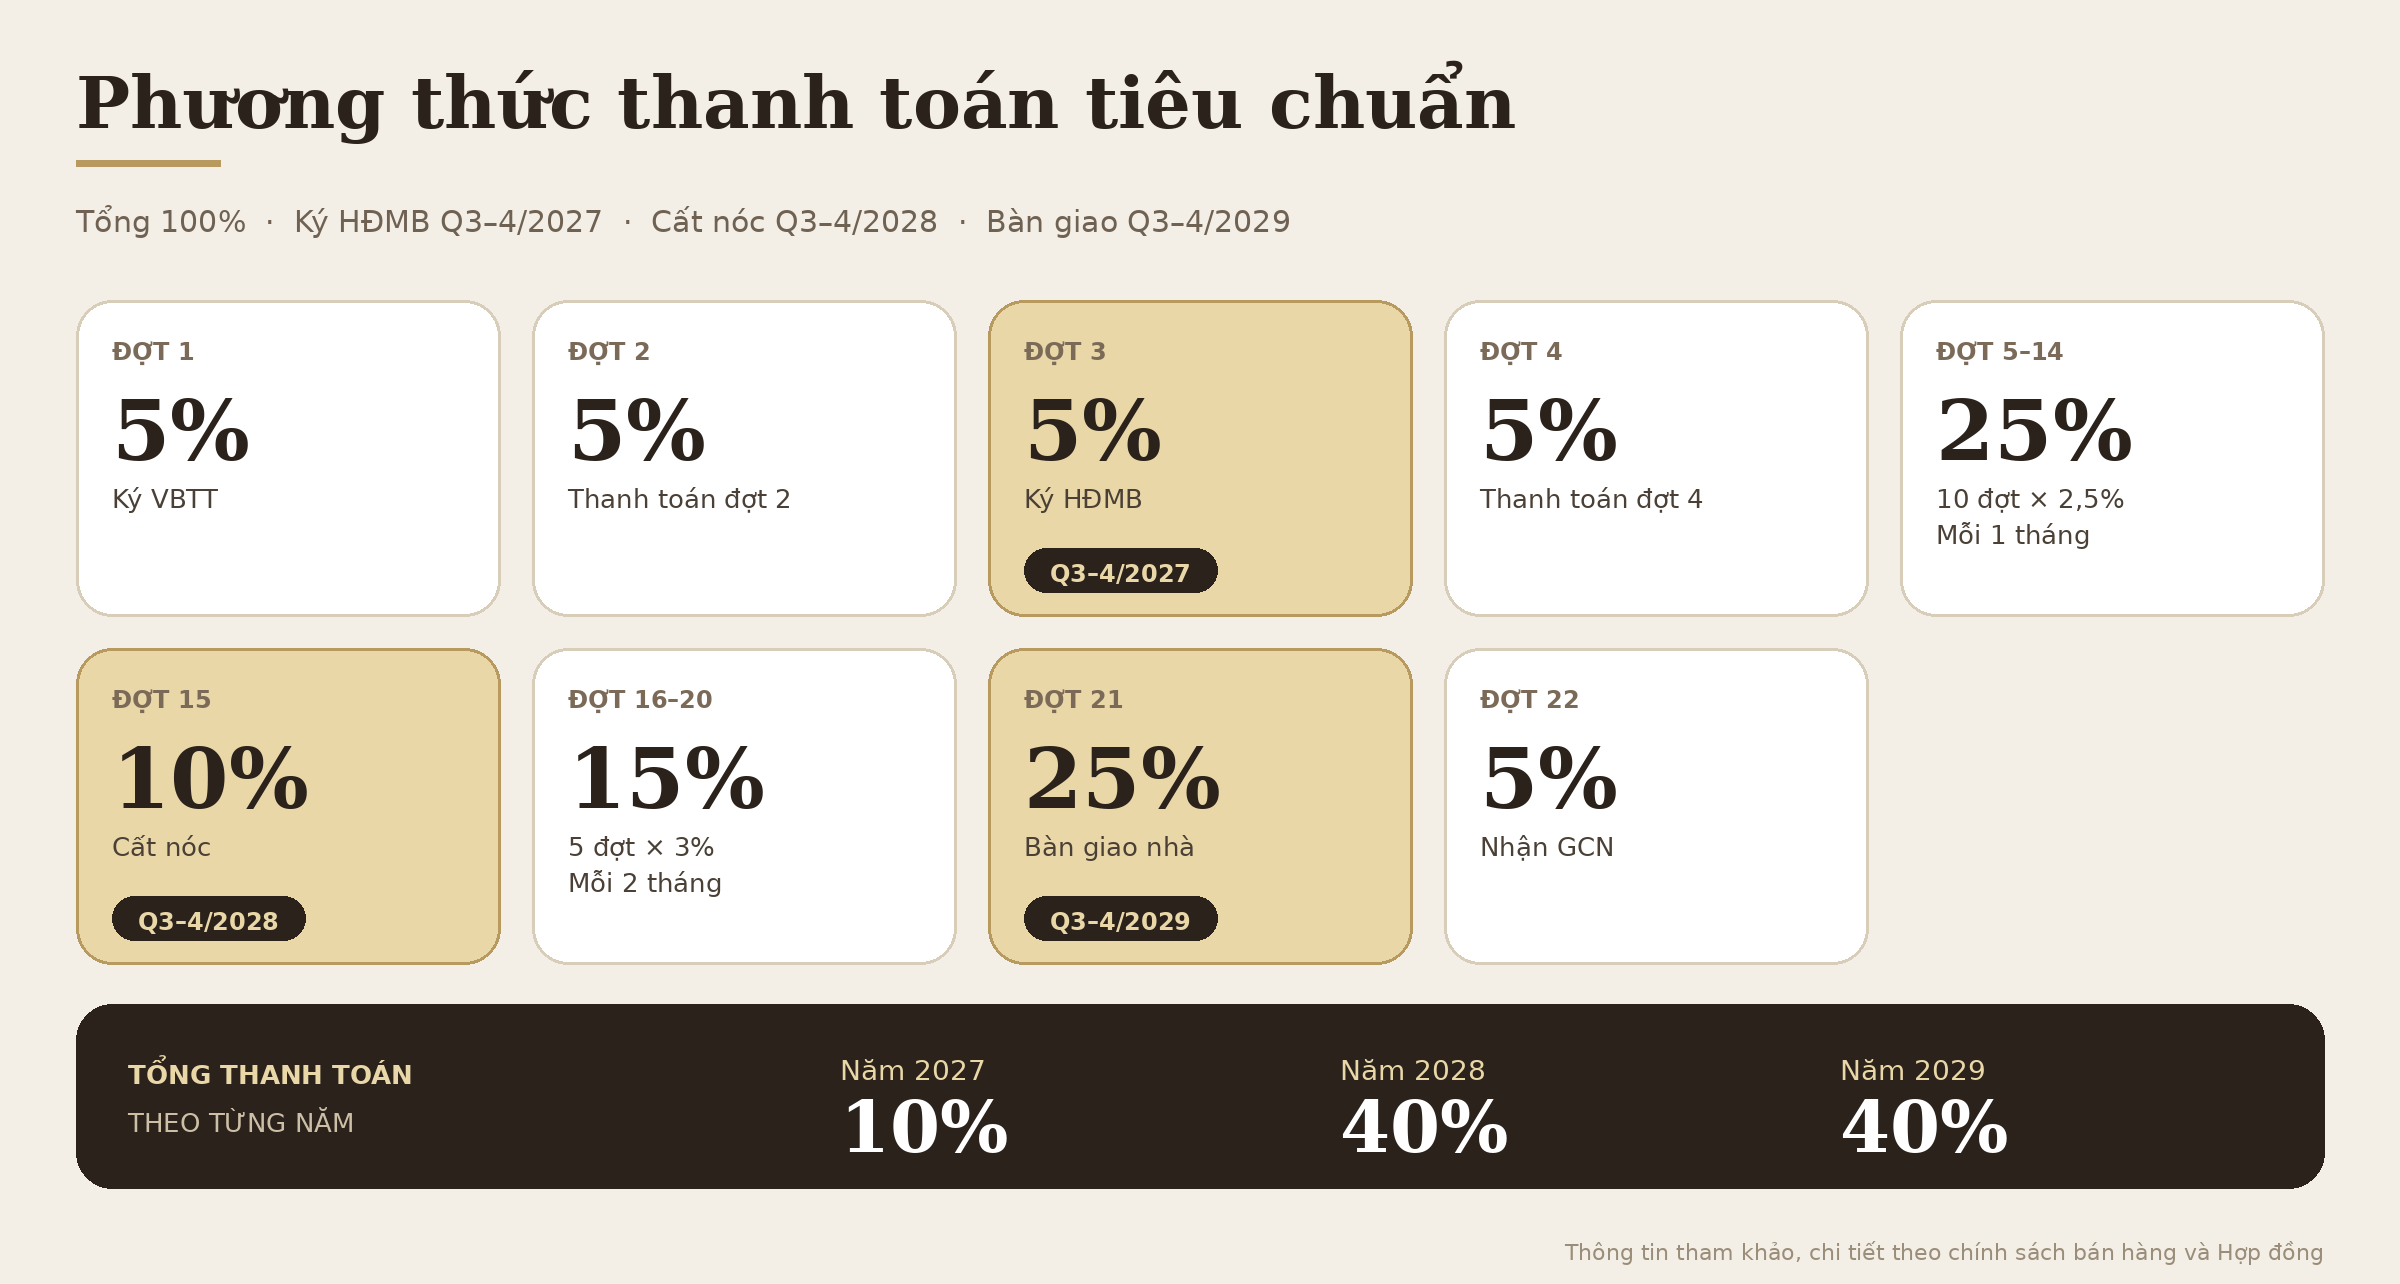 Phương thức thanh toán tiêu chuẩn
Tổng 100% · Ký HĐMB Q3–4/2027 · Cất nóc Q3–4/2028 · Bàn giao Q3–4/2029
ĐỢT 1
5%
Ký VBTT
ĐỢT 2
5%
Thanh toán đợt 2
ĐỢT 3
5%
Ký HĐMB
Q3–4/2027
ĐỢT 4
5%
Thanh toán đợt 4
ĐỢT 5–14
25%
10 đợt × 2,5%
Mỗi 1 tháng
ĐỢT 15
10%
Cất nóc
Q3–4/2028
ĐỢT 16–20
15%
5 đợt × 3%
Mỗi 2 tháng
ĐỢT 21
25%
Bàn giao nhà
Q3–4/2029
ĐỢT 22
5%
Nhận GCN
TỔNG THANH TOÁN
THEO TỪNG NĂM
Năm 2027
10%
Năm 2028
40%
Năm 2029
40%
Thông tin tham khảo, chi tiết theo chính sách bán hàng và Hợp đồng